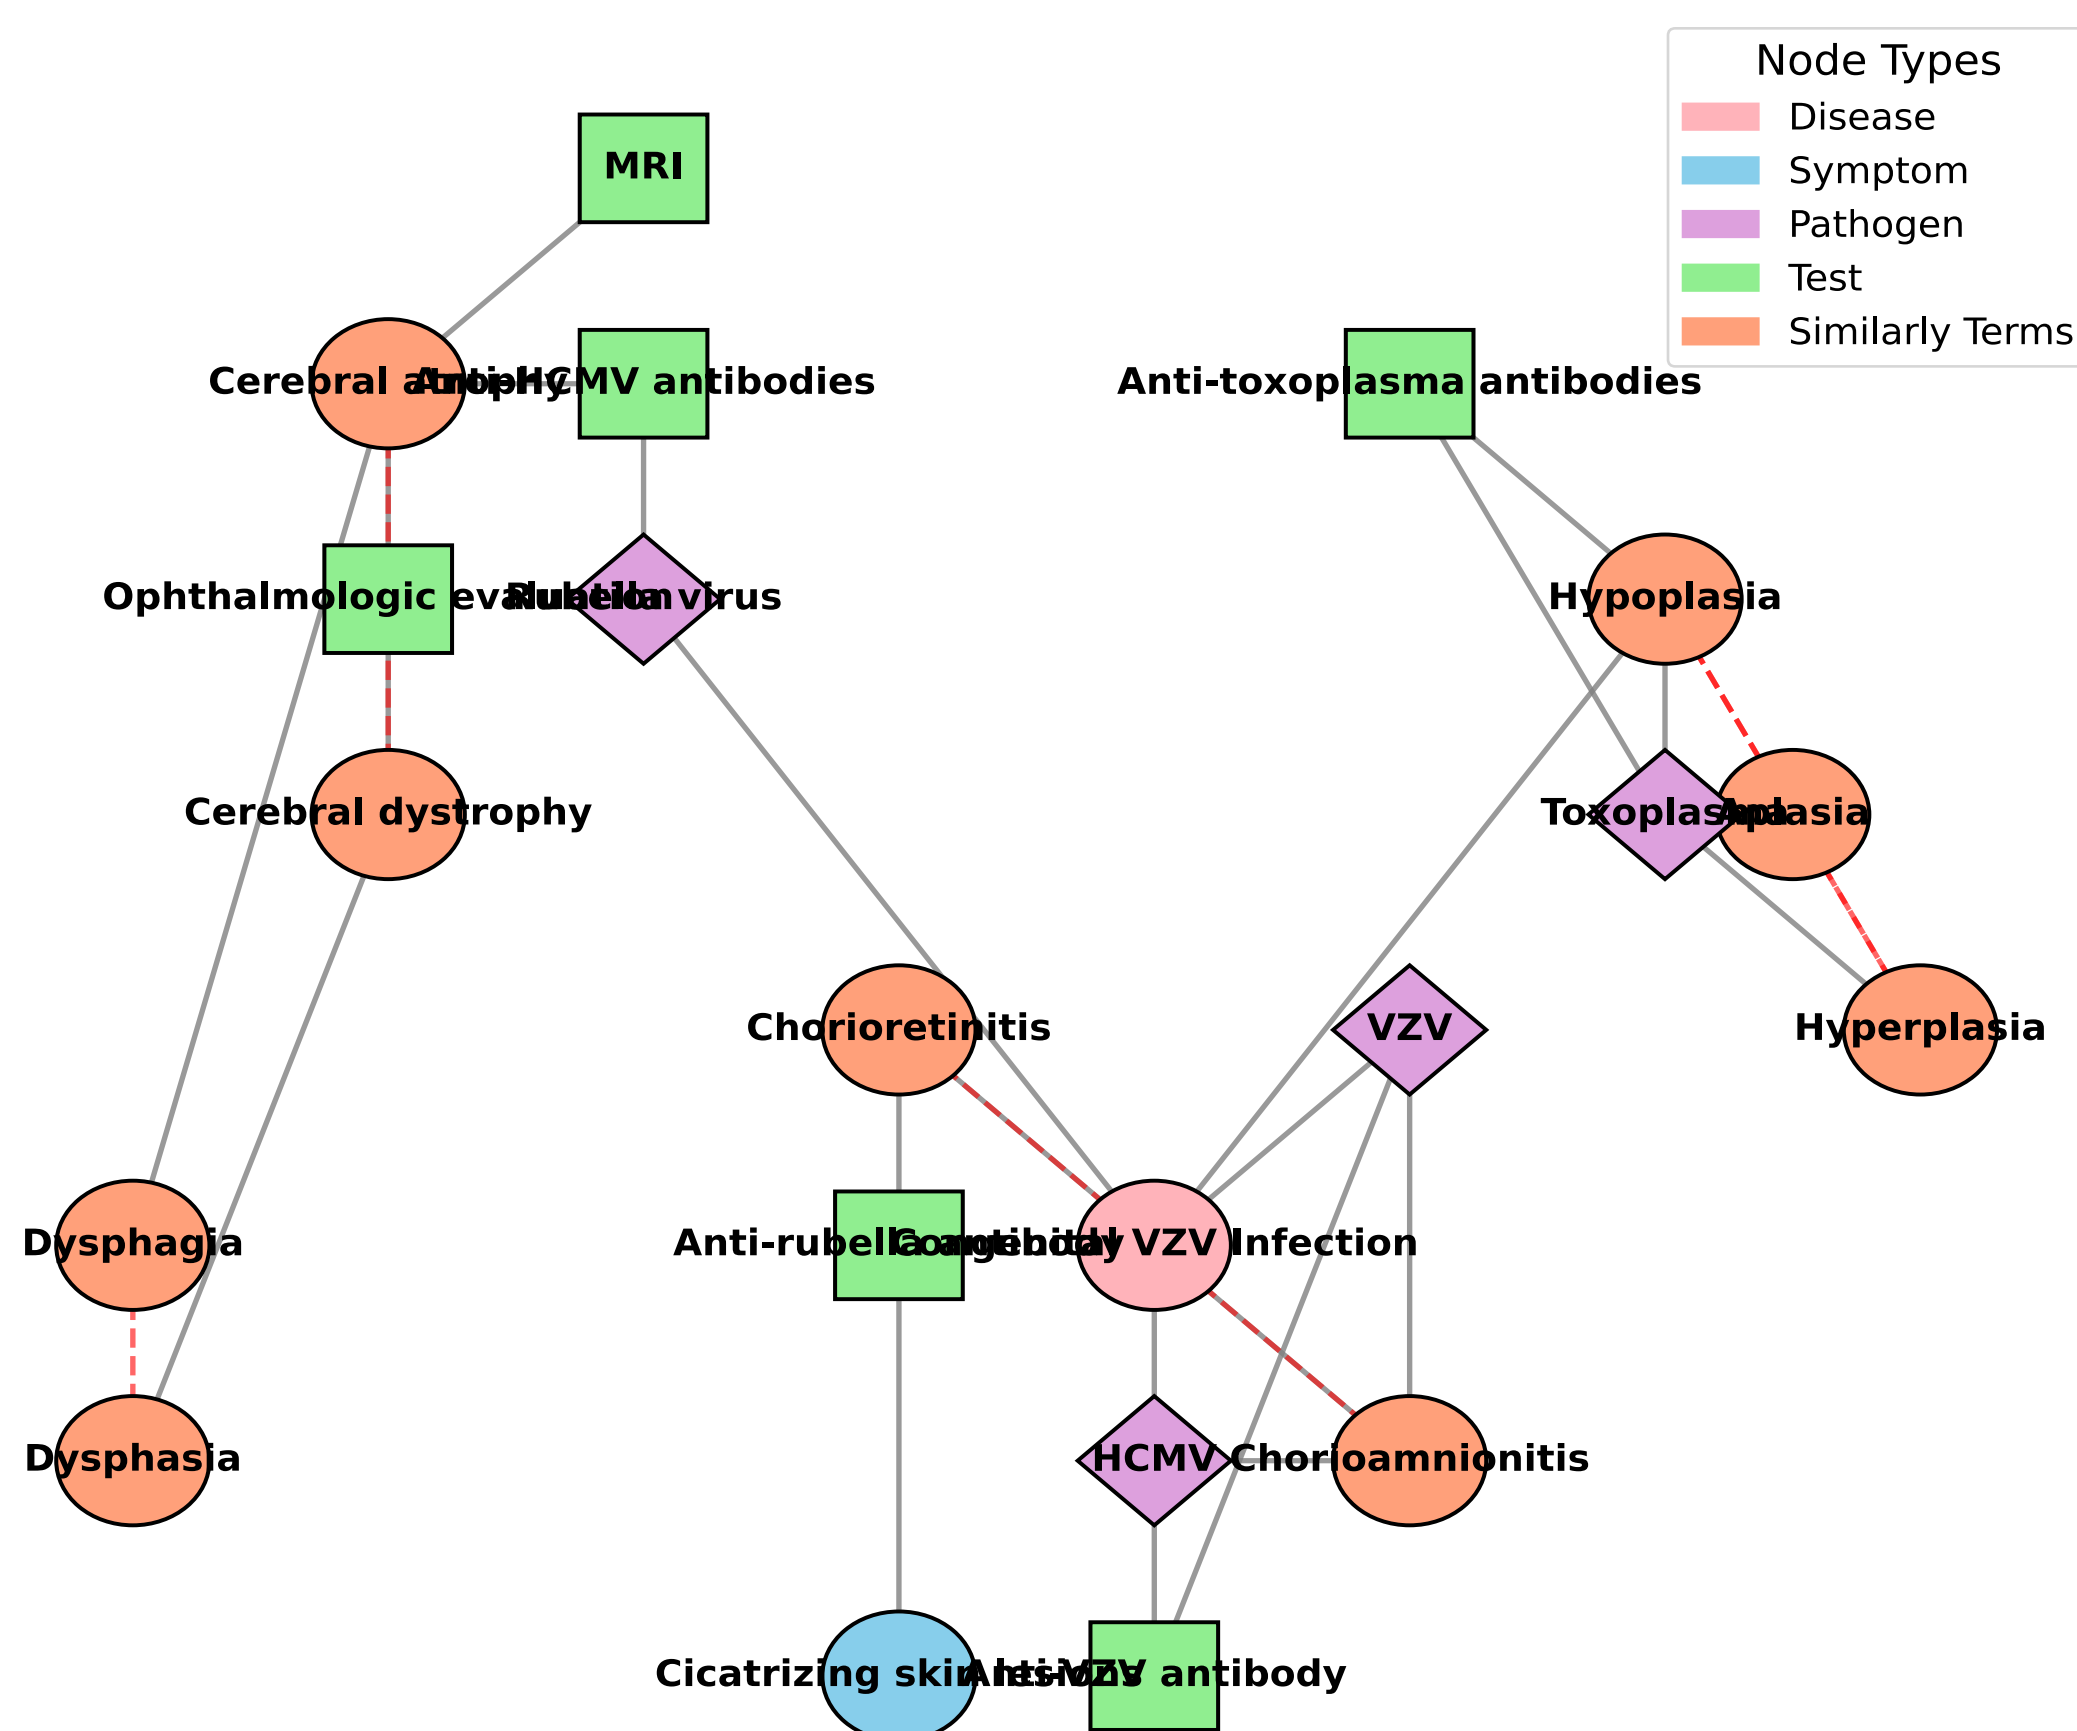 Node Types
Disease
Symptom
Pathogen
Test
Similarly Terms
MRI
Cerebral atrophy
Anti-HCMV antibodies
Anti-toxoplasma antibodies
Ophthalmologic evaluation
Rubella virus
Hypoplasia
Cerebral dystrophy
Toxoplasma
Aplasia
Chorioretinitis
VZV
Hyperplasia
Dysphagia
Anti-rubella antibody
Congenital VZV Infection
Dysphasia
HCMV
Chorioamnionitis
Cicatrizing skin lesions
Anti-VZV antibody